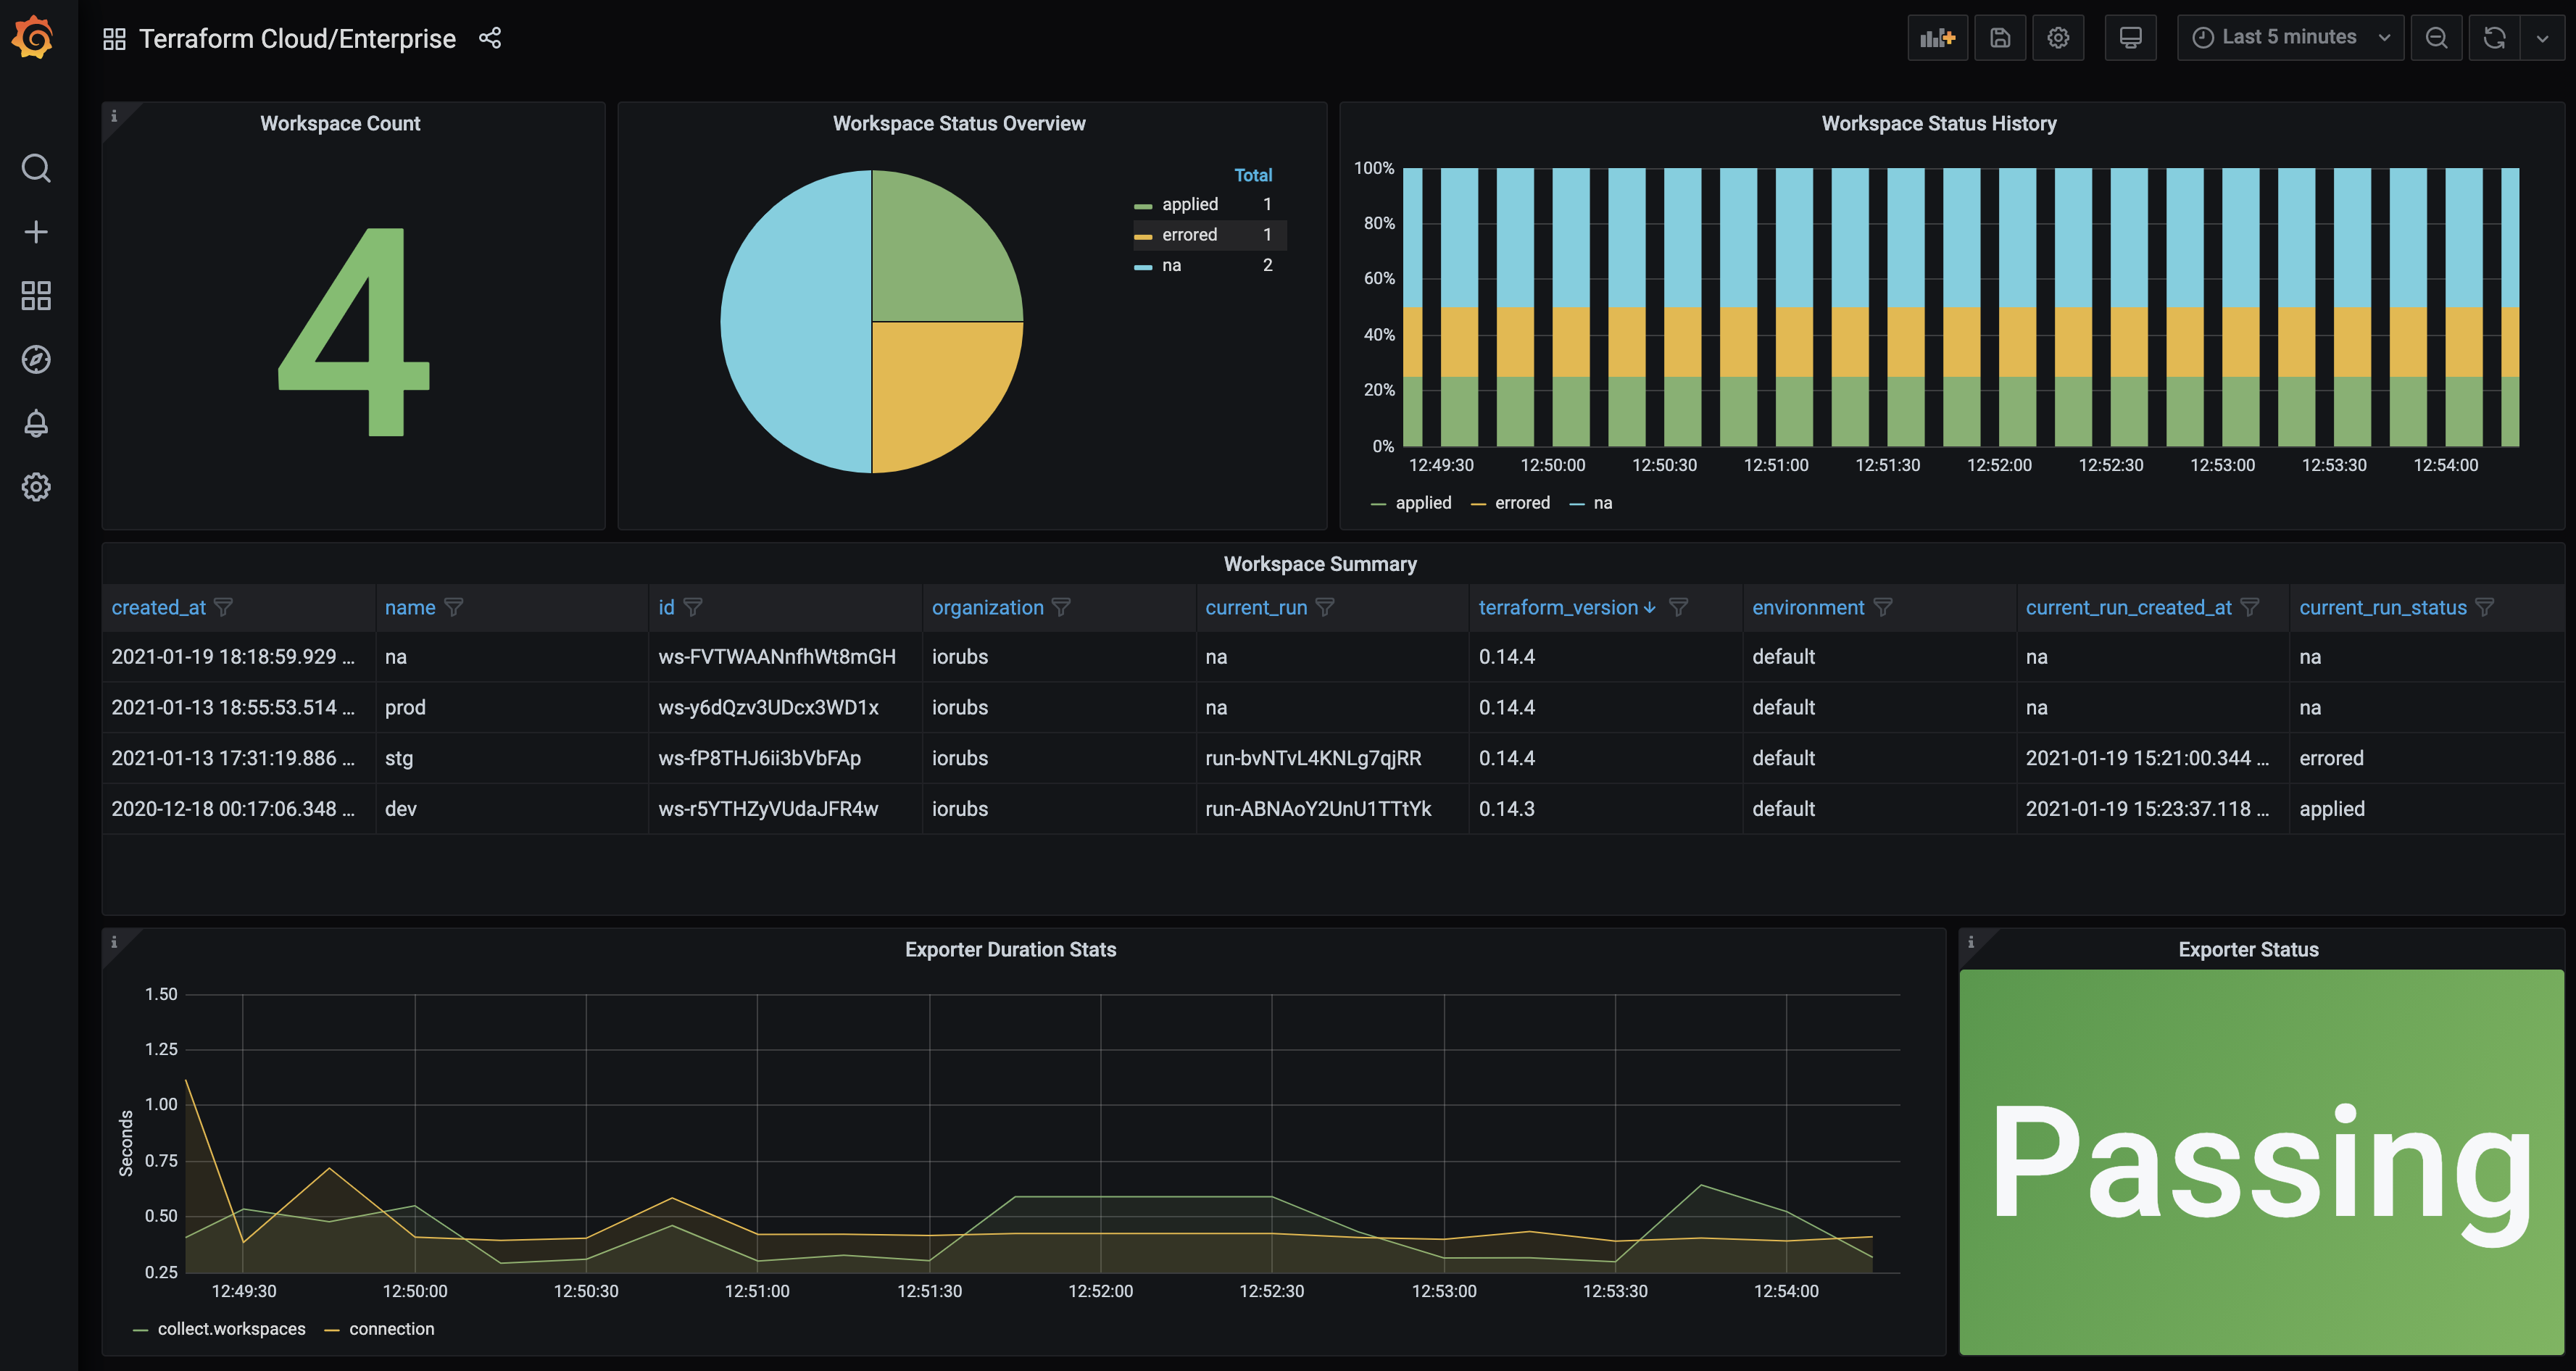 Terraform Cloud/Enterprise
Last 5 minutes
Workspace Count
4
Workspace Status Overview
Total
applied 1
errored 1
na 2
Workspace Status History
100%
80%
60%
40%
20%
0%
12:49:30 12:50:00 12:50:30 12:51:00 12:51:30 12:52:00 12:52:30 12:53:00 12:53:30 12:54:00
applied errored na
Workspace Summary
created_at name id organization current_run terraform_version environment current_run_created_at current_run_status
2021-01-19 18:18:59.929 ... na ws-FVTWAANnfhWt8mGH iorubs na 0.14.4 default na na
2021-01-13 18:55:53.514 ... prod ws-y6dQzv3UDcx3WD1x iorubs na 0.14.4 default na na
2021-01-13 17:31:19.886 ... stg ws-fP8THJ6ii3bVbFAp iorubs run-bvNTvL4KNLg7qjRR 0.14.4 default 2021-01-19 15:21:00.344 ... errored
2020-12-18 00:17:06.348 ... dev ws-r5YTHZyVUdaJFR4w iorubs run-ABNAoY2UnU1TTtYk 0.14.3 default 2021-01-19 15:23:37.118 ... applied
Exporter Duration Stats
Seconds
1.50
1.25
1.00
0.75
0.50
0.25
12:49:30 12:50:00 12:50:30 12:51:00 12:51:30 12:52:00 12:52:30 12:53:00 12:53:30 12:54:00
collect.workspaces connection
Exporter Status
Passing